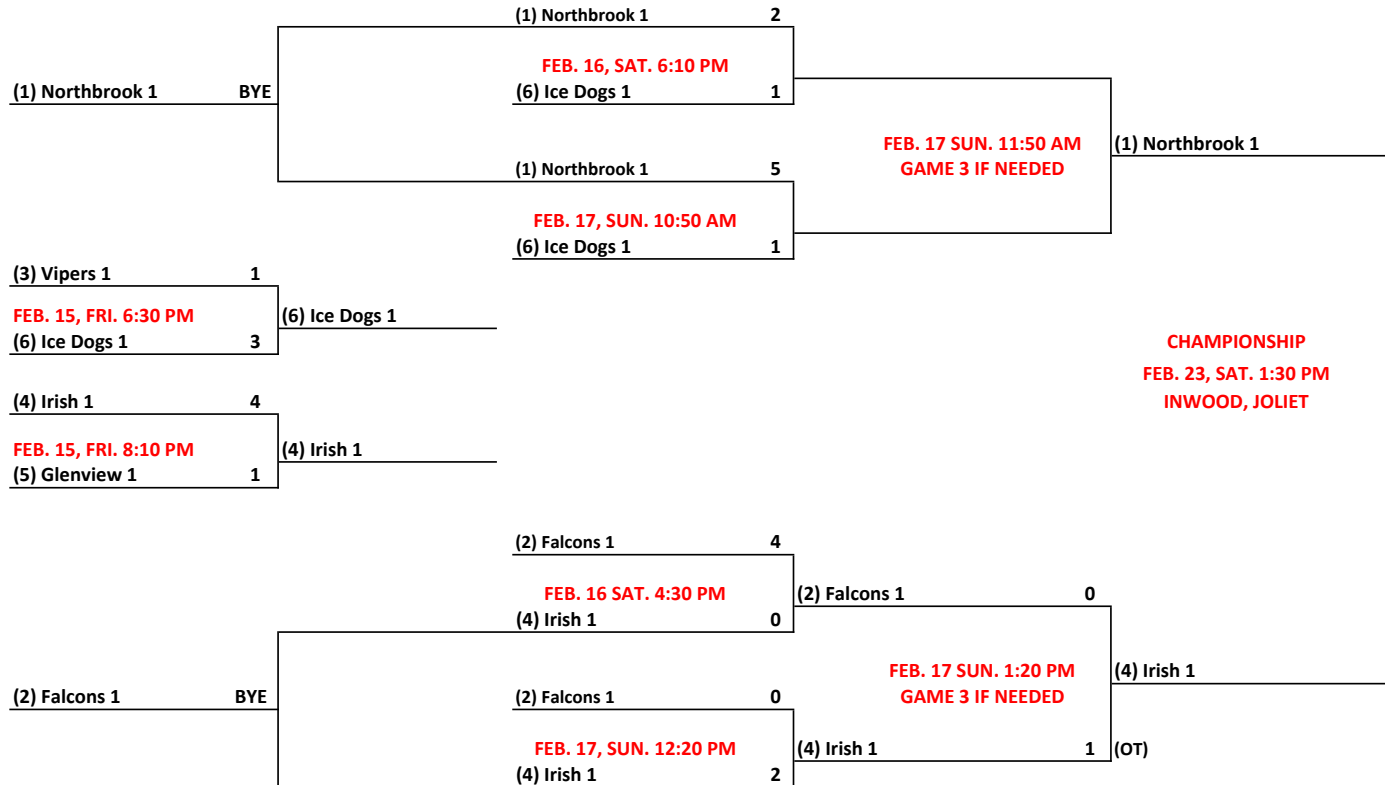 (1) Northbrook 1 2
FEB. 16, SAT. 6:10 PM
(1) Northbrook 1 BYE
(6) Ice Dogs 1 1
FEB. 17 SUN. 11:50 AM
GAME 3 IF NEEDED
(1) Northbrook 1
(1) Northbrook 1 5
FEB. 17, SUN. 10:50 AM
(6) Ice Dogs 1 1
(3) Vipers 1 1
FEB. 15, FRI. 6:30 PM
(6) Ice Dogs 1
(6) Ice Dogs 1 3
CHAMPIONSHIP
FEB. 23, SAT. 1:30 PM
INWOOD, JOLIET
(4) Irish 1 4
FEB. 15, FRI. 8:10 PM
(4) Irish 1
(5) Glenview 1 1
(2) Falcons 1 4
FEB. 16 SAT. 4:30 PM
(2) Falcons 1 0
(4) Irish 1 0
FEB. 17 SUN. 1:20 PM
GAME 3 IF NEEDED
(4) Irish 1
(2) Falcons 1 BYE
(2) Falcons 1 0
FEB. 17, SUN. 12:20 PM
(4) Irish 1 1 (OT)
(4) Irish 1 2